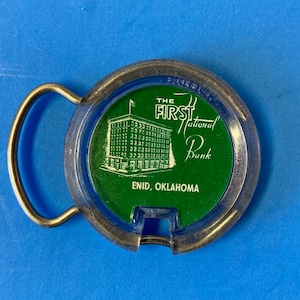 THE
FIRST
National
Bank
ENID, OKLAHOMA